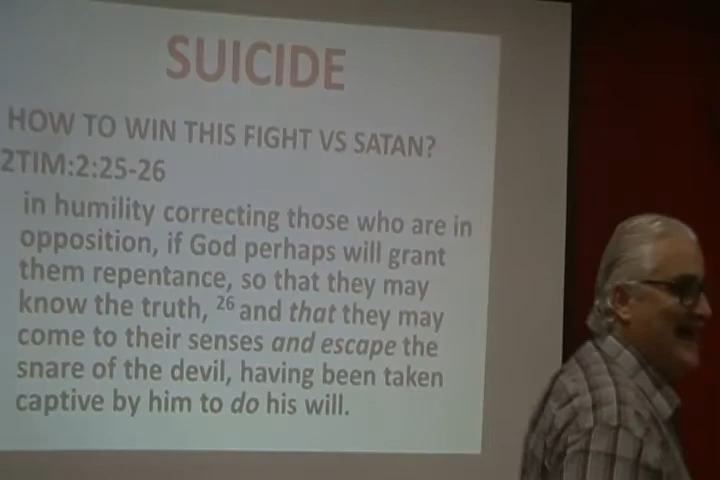 SUICIDE
HOW TO WIN THIS FIGHT VS SATAN?
2TIM:2:25-26
in humility correcting those who are in
opposition, if God perhaps will grant
them repentance, so that they may
know the truth, 26 and that they may
come to their senses and escape the
snare of the devil, having been taken
captive by him to do his will.